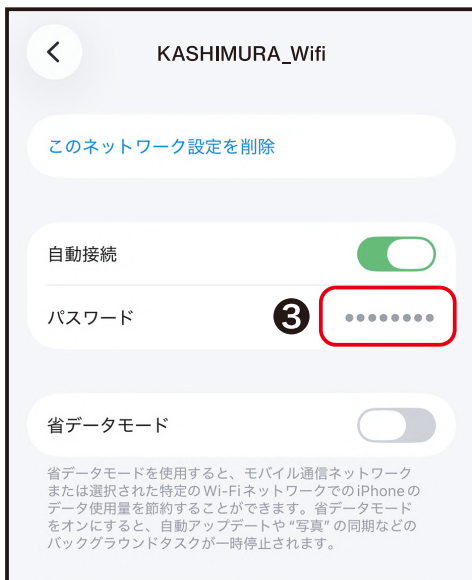 KASHIMURA_Wifi
このネットワーク設定を削除
自動接続
パスワード ❸ ●●●●●●●●
省データモード
省データモードを使用すると、モバイル通信ネットワーク
または選択された特定のWi-FiネットワークでのiPhoneの
データ使用量を節約することができます。省データモード
をオンにすると、自動アップデートや“写真”の同期などの
バックグラウンドタスクが一時停止されます。